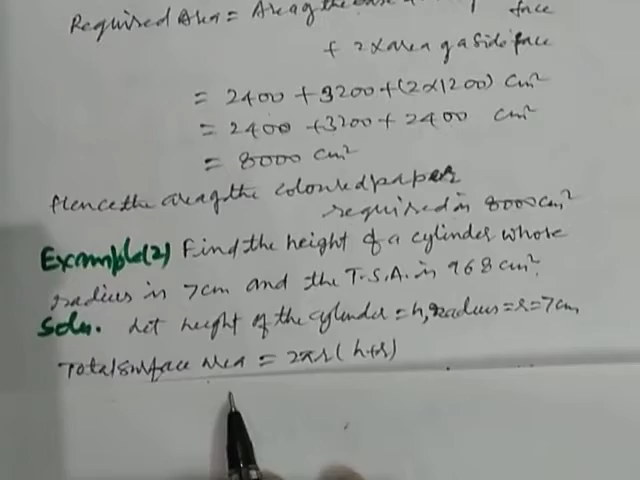 Required Area = Area of the base face
+ 2 x area of a side face
= 2400 + 3200 + (2x1200) cm²
= 2400 + 3200 + 2400 cm²
= 8000 cm²
Hence the area of the coloured paper
required is 8000 cm²
Example(2) Find the height of a cylinder whose
radius is 7cm and the T.S.A. is 968 cm².
Soln. Let height of the cylinder = h, radius = r = 7cm,
Total surface Area = 2πr(h+r)